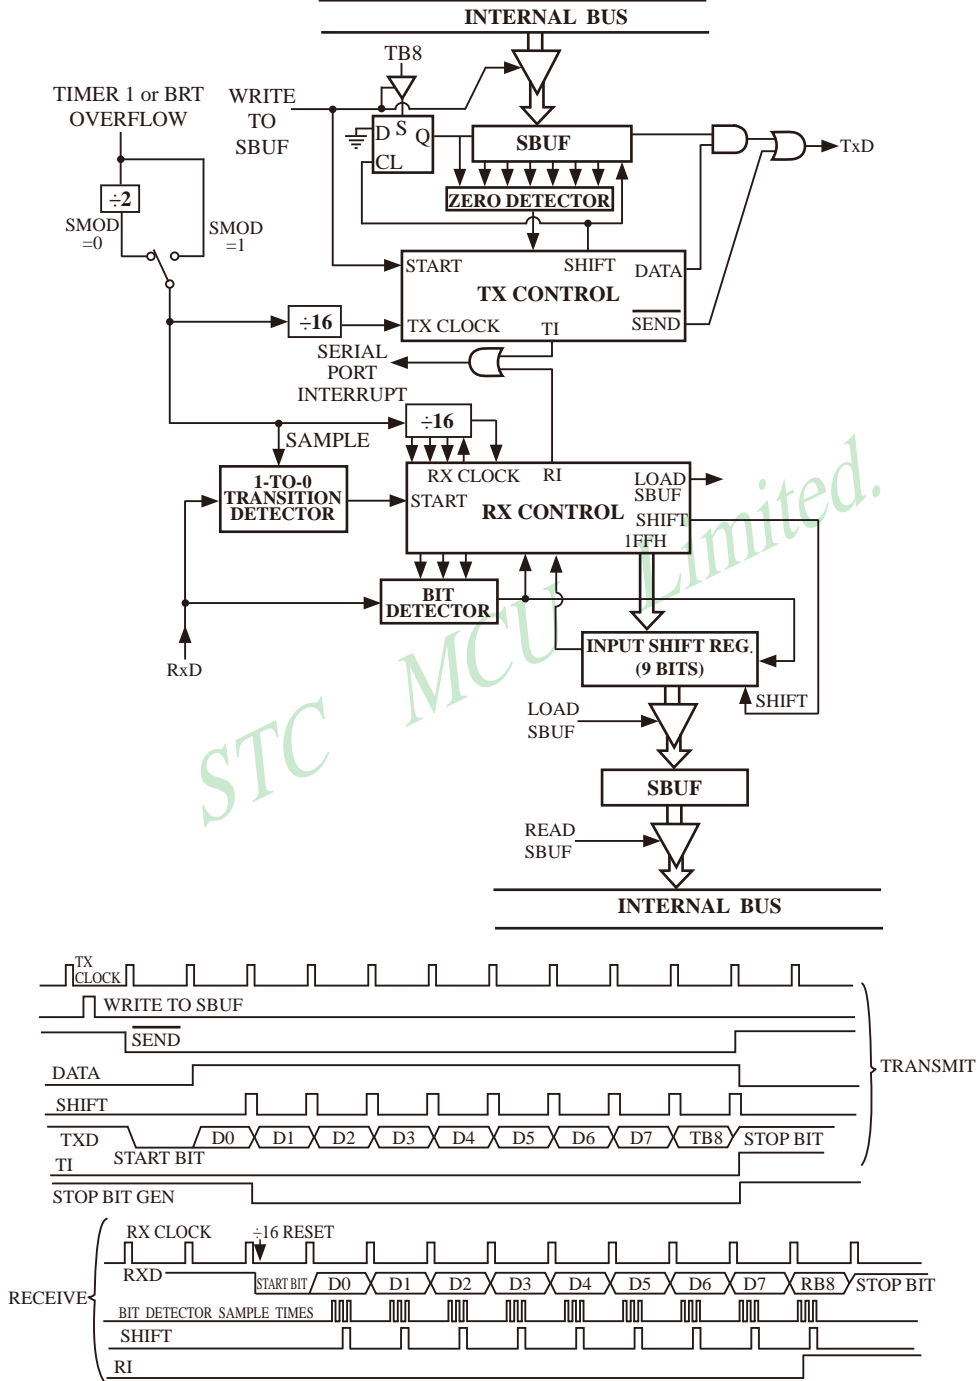 INTERNAL BUS
TB8
TIMER 1 or BRT
OVERFLOW
WRITE
TO
SBUF
D S Q
CL
SBUF
TxD
÷2
ZERO DETECTOR
SMOD
=0
SMOD
=1
START
SHIFT
DATA
TX CONTROL
÷16
TX CLOCK
TI
SEND
SERIAL
PORT
INTERRUPT
÷16
SAMPLE
1-TO-0
TRANSITION
DETECTOR
RX CLOCK
RI
LOAD
SBUF
START
RX CONTROL
SHIFT
1FFH
BIT
DETECTOR
RxD
INPUT SHIFT REG.
(9 BITS)
SHIFT
LOAD
SBUF
SBUF
READ
SBUF
INTERNAL BUS
STC MCU Limited.
TX
CLOCK
WRITE TO SBUF
SEND
DATA
TRANSMIT
SHIFT
TXD START BIT D0 D1 D2 D3 D4 D5 D6 D7 TB8 STOP BIT
TI
STOP BIT GEN
RX CLOCK ÷16 RESET
RXD START BIT D0 D1 D2 D3 D4 D5 D6 D7 RB8 STOP BIT
RECEIVE
BIT DETECTOR SAMPLE TIMES
SHIFT
RI